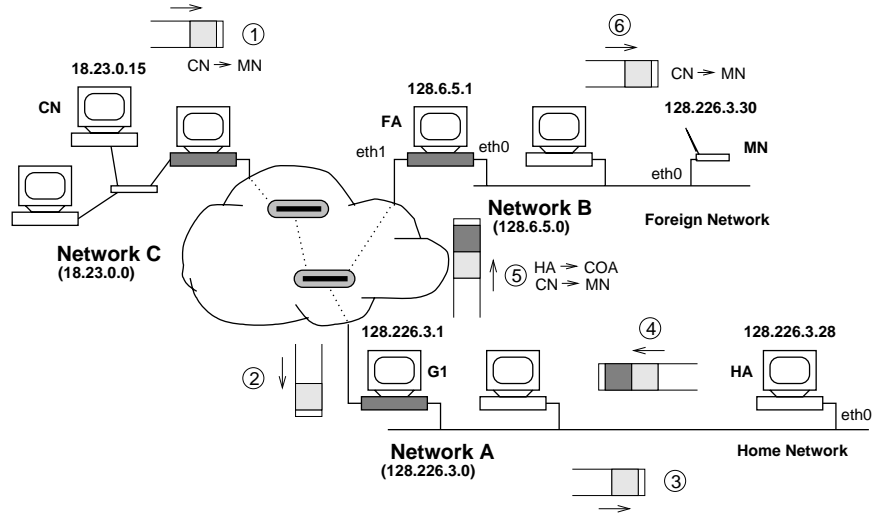 1
CN → MN
6
CN → MN
18.23.0.15
CN
128.6.5.1
FA
eth1
eth0
128.226.3.30
MN
eth0
Network B
(128.6.5.0)
Foreign Network
Network C
(18.23.0.0)
5
HA → COA
CN → MN
128.226.3.1
G1
2
4
128.226.3.28
HA
eth0
Network A
(128.226.3.0)
Home Network
3